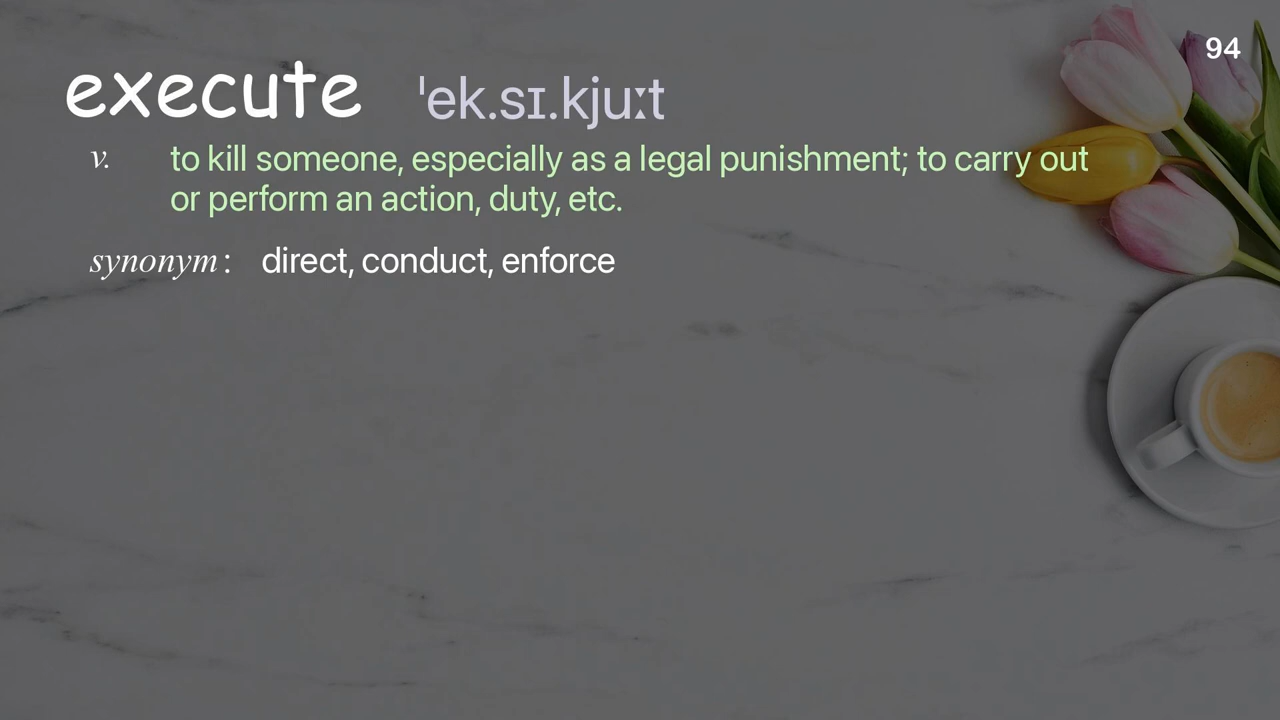 94
execute ˈek.sɪ.kjuːt
v. to kill someone, especially as a legal punishment; to carry out
or perform an action, duty, etc.
synonym : direct, conduct, enforce